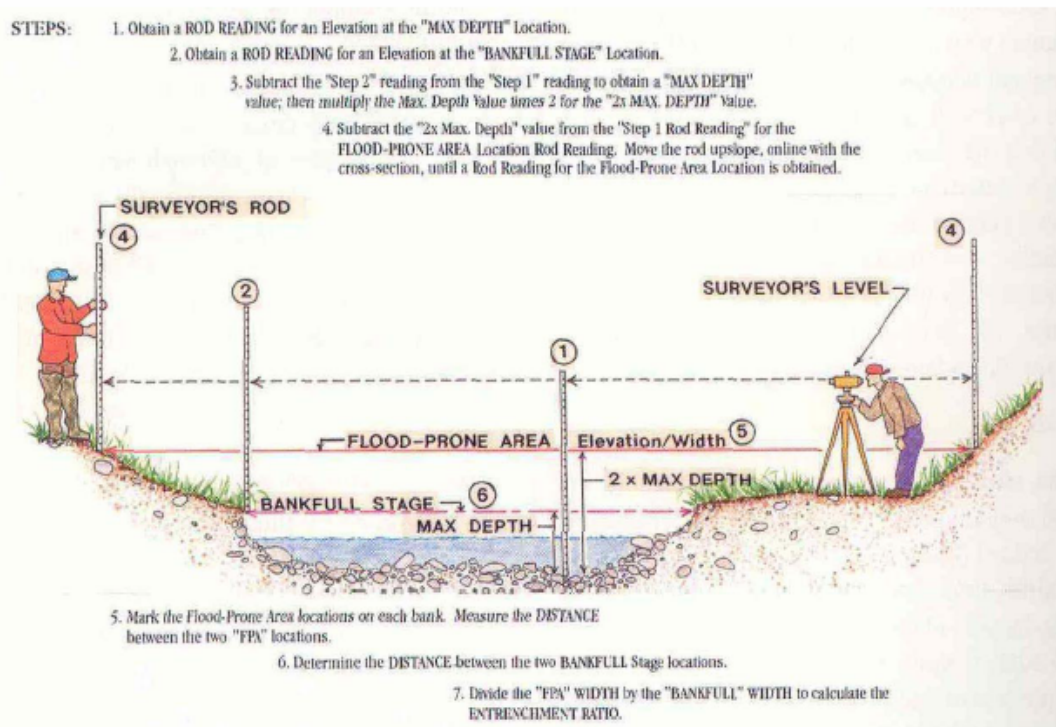 STEPS: 1. Obtain a ROD READING for an Elevation at the "MAX DEPTH" Location.
2. Obtain a ROD READING for an Elevation at the "BANKFULL STAGE" Location.
3. Subtract the "Step 2" reading from the "Step 1" reading to obtain a "MAX DEPTH"
value; then multiply the Max. Depth Value times 2 for the "2x MAX. DEPTH" Value.
4. Subtract the "2x Max. Depth" value from the "Step 1 Rod Reading" for the
FLOOD-PRONE AREA Location Rod Reading. Move the rod upslope, online with the
cross-section, until a Rod Reading for the Flood-Prone Area Location is obtained.
SURVEYOR'S ROD
4
4
2
SURVEYOR'S LEVEL
1
FLOOD-PRONE AREA Elevation/Width 5
2 x MAX DEPTH
BANKFULL STAGE 6
MAX DEPTH
5. Mark the Flood-Prone Area locations on each bank. Measure the DISTANCE
between the two "FPA" locations.
6. Determine the DISTANCE between the two BANKFULL Stage locations.
7. Divide the "FPA" WIDTH by the "BANKFULL" WIDTH to calculate the
ENTRENCHMENT RATIO.